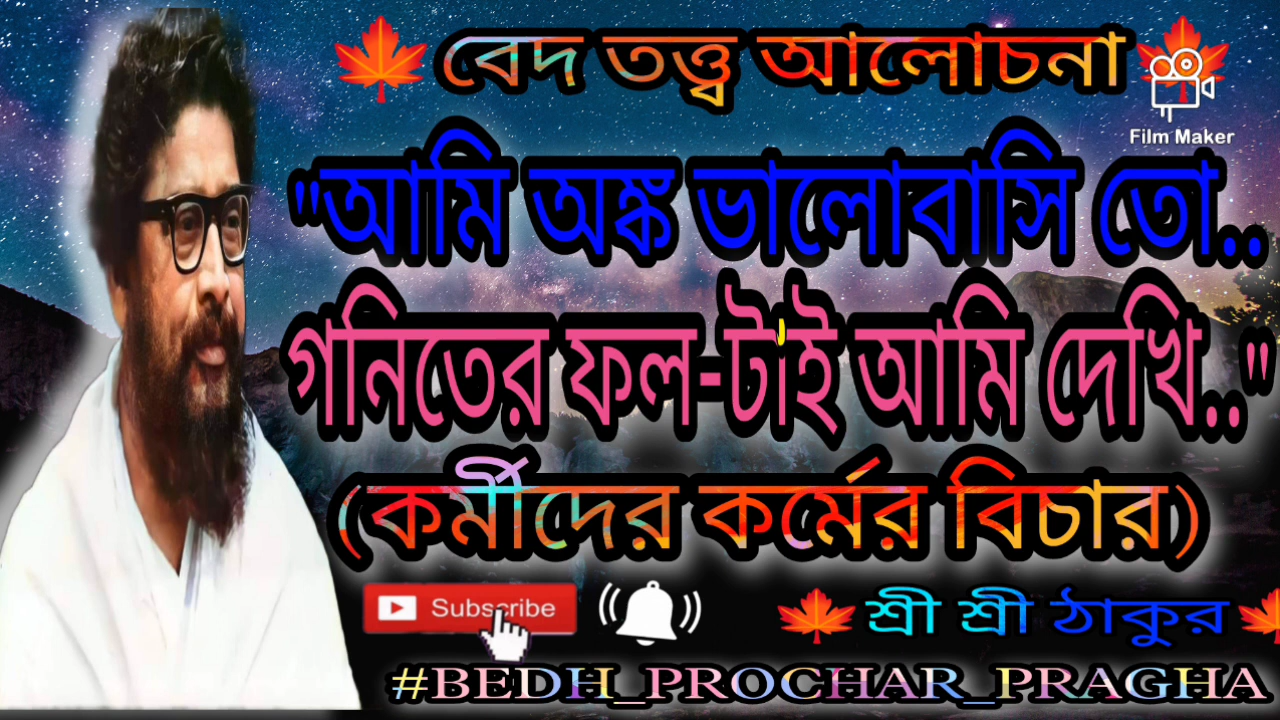 বেদ তত্ত্ব আলোচনা
Film Maker
"আমি অঙ্ক ভালোবাসি তো..
গনিতের ফল-টা'ই আমি দেখি.."
(কর্মীদের কর্মের বিচার)
Subscribe
শ্রী শ্রী ঠাকুর
#BEDH_PROCHAR_PRAGHA